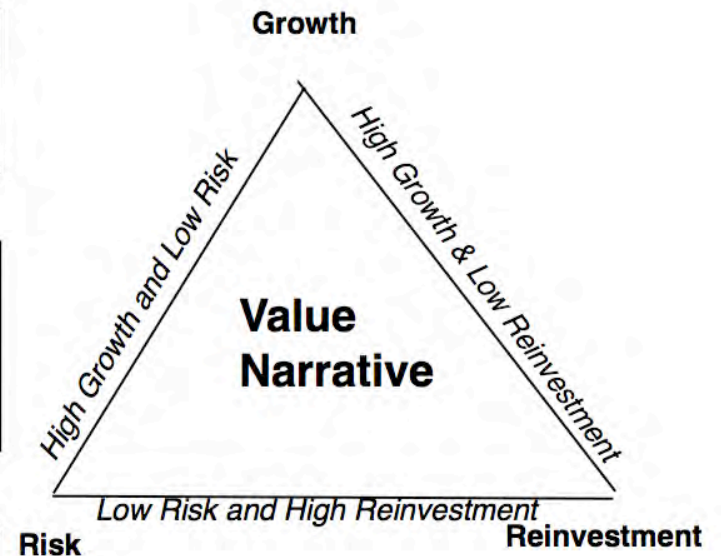 Growth
High Growth and Low Risk
High Growth & Low Reinvestment
Value
Narrative
Low Risk and High Reinvestment
Risk
Reinvestment